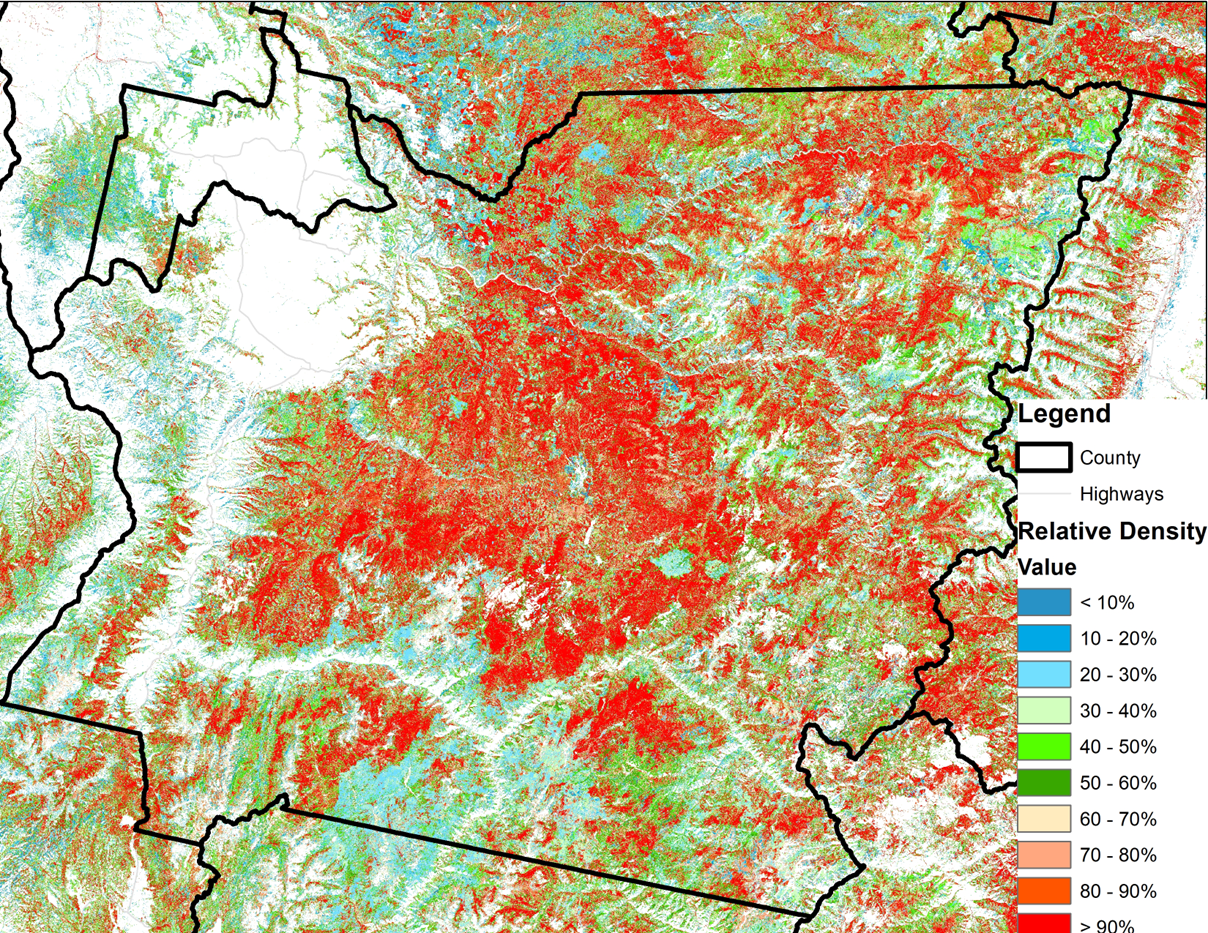 Legend
County
Highways
Relative Density
Value
< 10%
10 - 20%
20 - 30%
30 - 40%
40 - 50%
50 - 60%
60 - 70%
70 - 80%
80 - 90%
> 90%